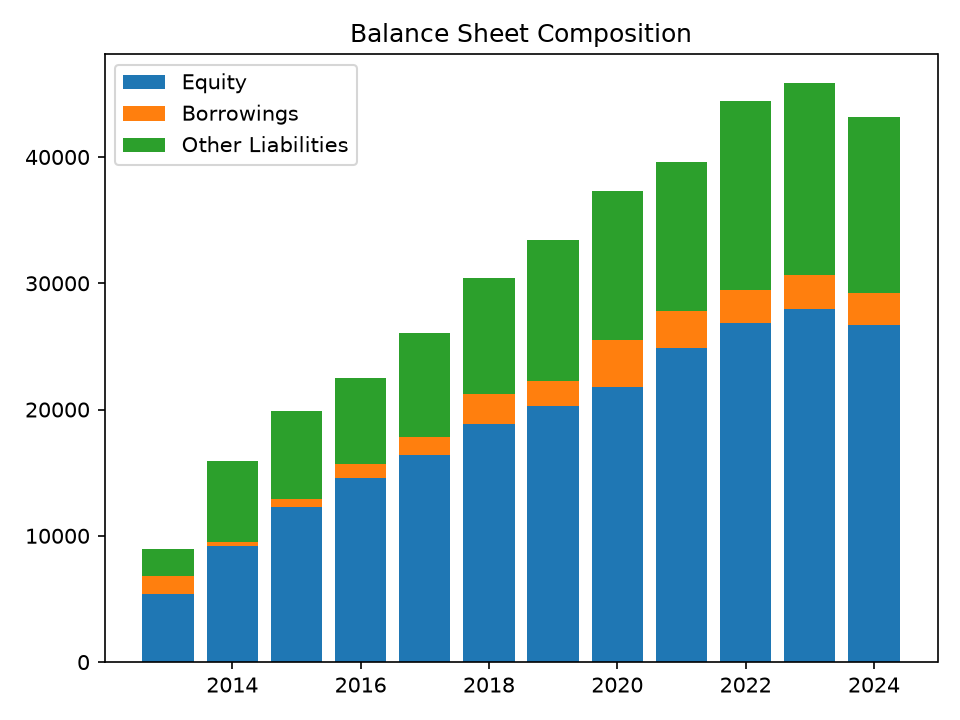 Balance Sheet Composition
Equity
Borrowings
Other Liabilities
40000
30000
20000
10000
0
2014 2016 2018 2020 2022 2024